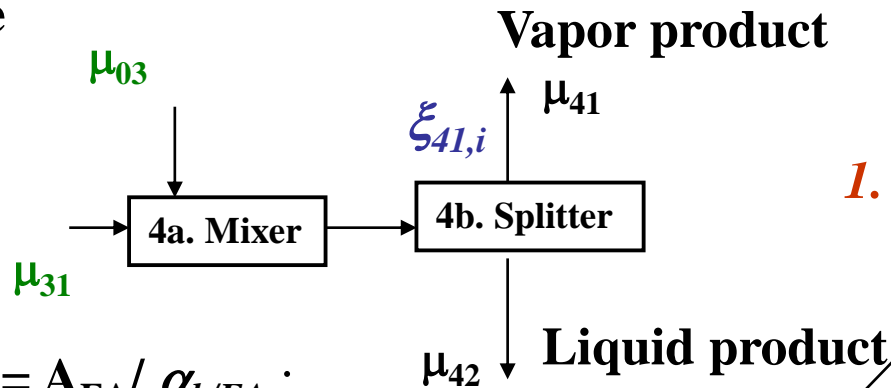 e
Vapor product
μ03
μ41
ξ41,i
1.
4a. Mixer
4b. Splitter
μ31
Liquid product
μ42